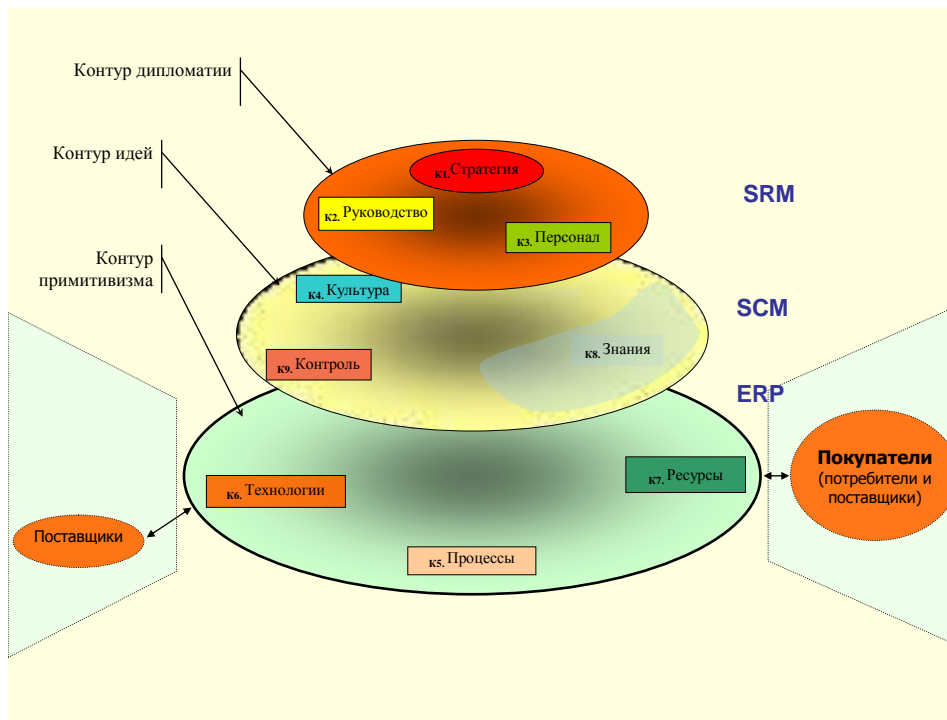 Контур дипломатии
Контур идей
Контур
примитивизма
К1.Стратегия
К2. Руководство
К3. Персонал
SRM
К4. Культура
SCM
К8. Знания
К9. Контроль
ERP
Покупатели
(потребители и
поставщики)
К7. Ресурсы
К6. Технологии
Поставщики
К5. Процессы